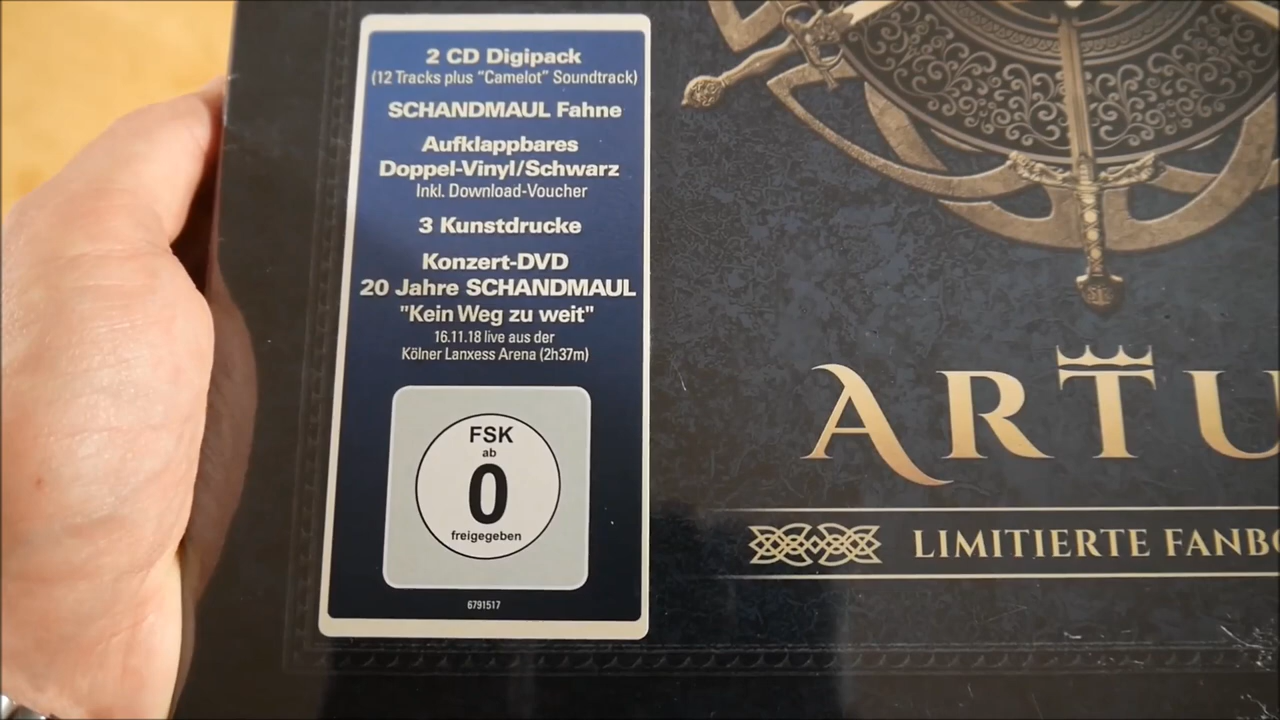 2 CD Digipack
(12 Tracks plus "Camelot" Soundtrack)
SCHANDMAUL Fahne
Aufklappbares
Doppel-Vinyl/Schwarz
Inkl. Download-Voucher
3 Kunstdrucke
Konzert-DVD
20 Jahre SCHANDMAUL
"Kein Weg zu weit"
16.11.18 live aus der
Kölner Lanxess Arena (2h37m)
FSK
ab
0
freigegeben
6791517
ARTU
LIMITIERTE FANBO